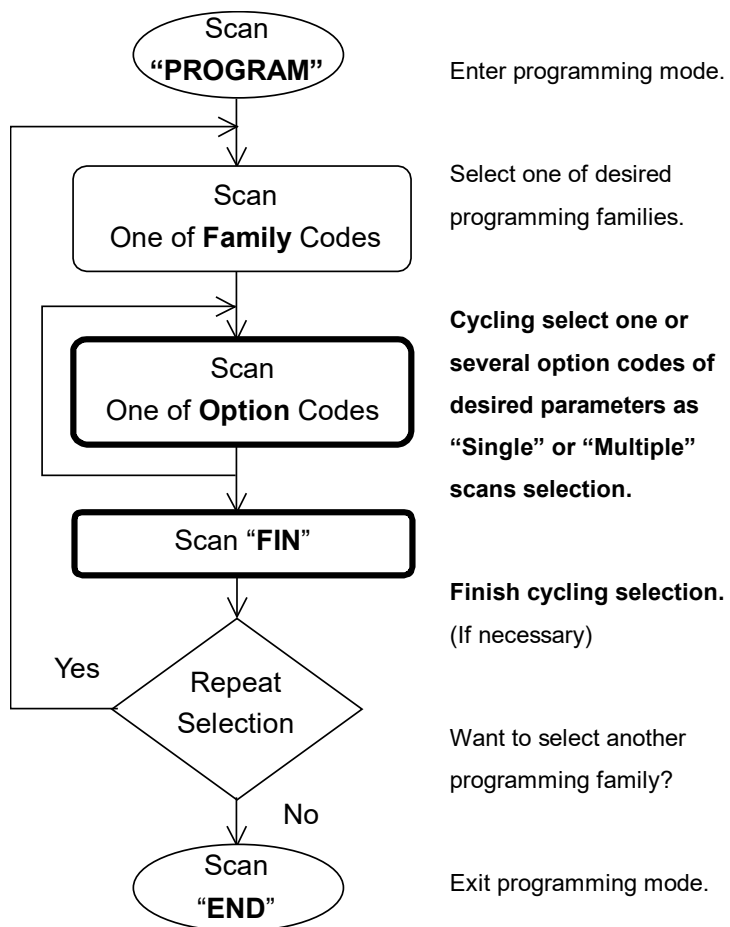 Scan
“PROGRAM”
Enter programming mode.
Scan
One of Family Codes
Select one of desired
programming families.
Scan
One of Option Codes
Cycling select one or
several option codes of
desired parameters as
“Single” or “Multiple”
scans selection.
Scan “FIN”
Finish cycling selection.
(If necessary)
Yes
Repeat
Selection
Want to select another
programming family?
No
Scan
“END”
Exit programming mode.